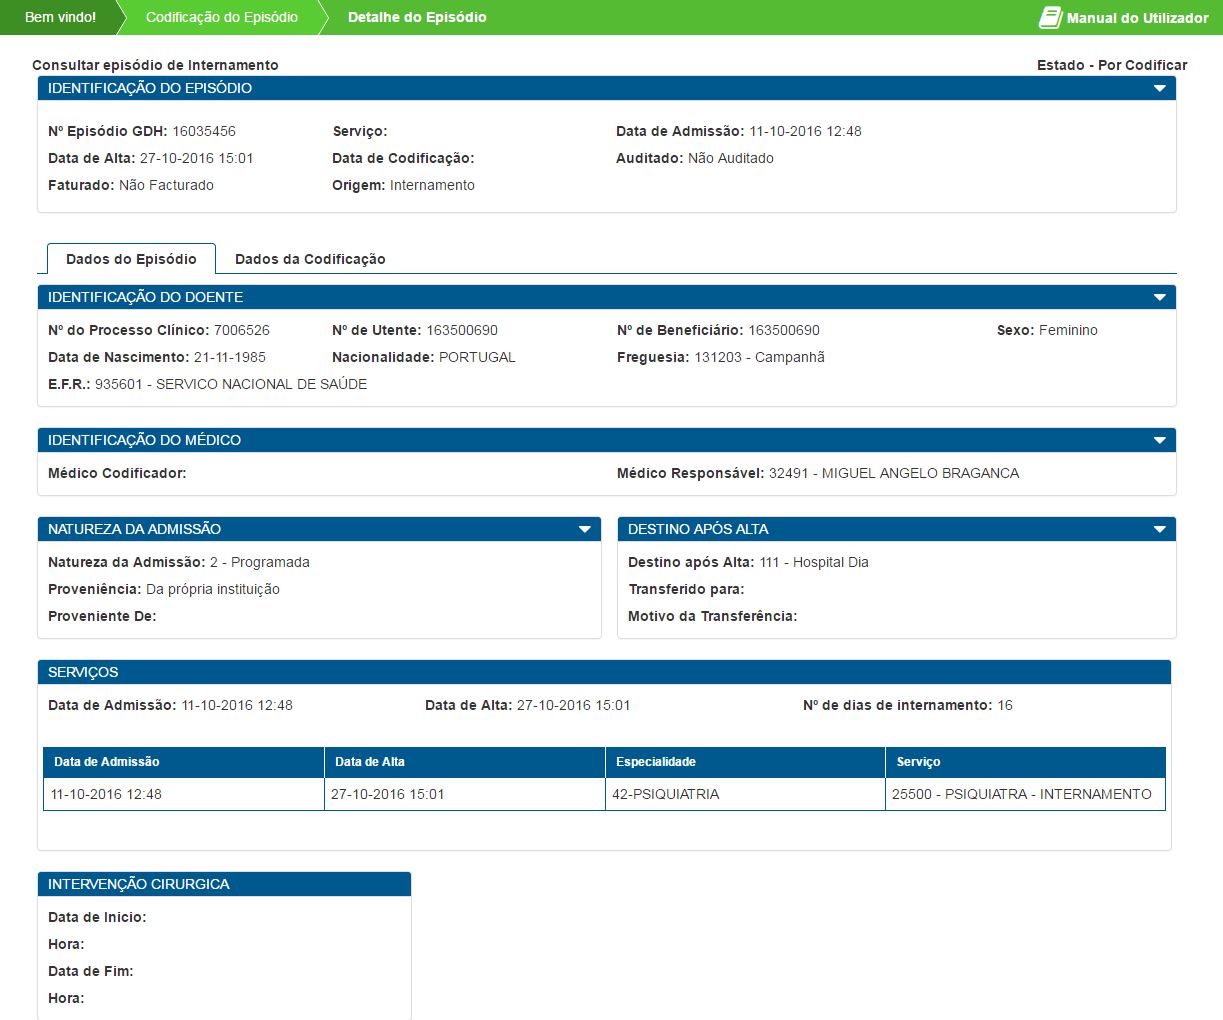 Bem vindo! Codificação do Episódio Detalhe do Episódio Manual do Utilizador
Consultar episódio de Internamento Estado - Por Codificar
IDENTIFICAÇÃO DO EPISÓDIO
Nº Episódio GDH: 16035456 Serviço: Data de Admissão: 11-10-2016 12:48
Data de Alta: 27-10-2016 15:01 Data de Codificação: Auditado: Não Auditado
Faturado: Não Facturado Origem: Internamento
Dados do Episódio Dados da Codificação
IDENTIFICAÇÃO DO DOENTE
Nº do Processo Clínico: 7006526 Nº de Utente: 163500690 Nº de Beneficiário: 163500690 Sexo: Feminino
Data de Nascimento: 21-11-1985 Nacionalidade: PORTUGAL Freguesia: 131203 - Campanhã
E.F.R.: 935601 - SERVICO NACIONAL DE SAÚDE
IDENTIFICAÇÃO DO MÉDICO
Médico Codificador: Médico Responsável: 32491 - MIGUEL ANGELO BRAGANCA
NATUREZA DA ADMISSÃO DESTINO APÓS ALTA
Natureza da Admissão: 2 - Programada Destino após Alta: 111 - Hospital Dia
Proveniência: Da própria instituição Transferido para:
Proveniente De: Motivo da Transferência:
SERVIÇOS
Data de Admissão: 11-10-2016 12:48 Data de Alta: 27-10-2016 15:01 Nº de dias de internamento: 16
Data de Admissão Data de Alta Especialidade Serviço
11-10-2016 12:48 27-10-2016 15:01 42-PSIQUIATRIA 25500 - PSIQUIATRA - INTERNAMENTO
INTERVENÇÃO CIRURGICA
Data de Inicio:
Hora:
Data de Fim:
Hora: